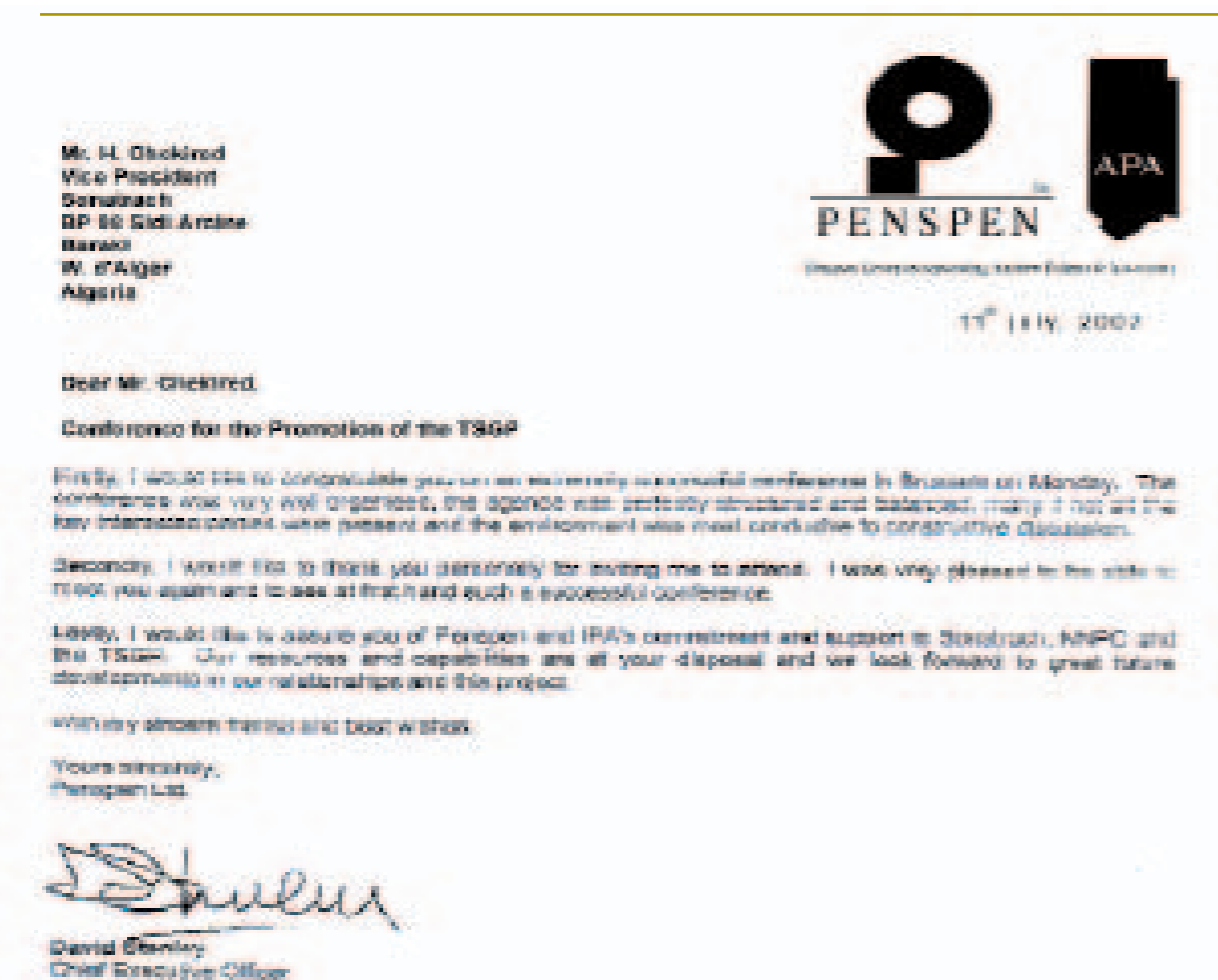 Mr. H. Ghekired
Vice President
Sonatrach
BP
Baraki
W. d'Alger
Algeria
PENSPEN
APA
11th July, 2007
Dear Mr. Ghekired,
Conference for the Promotion of the TSGP
Firstly, I would like to congratulate you on an extremely successful conference in Brussels on Monday. The
conference was very well organised, the agenda was perfectly structured and balanced, many if not all the
key interested parties were present and the environment was most conducive to constructive discussion.
Secondly, I would like to thank you personally for inviting me to attend. I was very pleased to be able to
meet you again and to see at first hand such a successful conference.
I would like to assure you of Penspen and commitment and support to Sonatrach, NNPC and
the TSGP. Our resources and capabilities are at your disposal and we look forward to great future
developments in our relationships and this project.
With my sincere and best wishes
Yours sincerely,
Penspen Ltd.
David Stanley
Chief Executive Officer